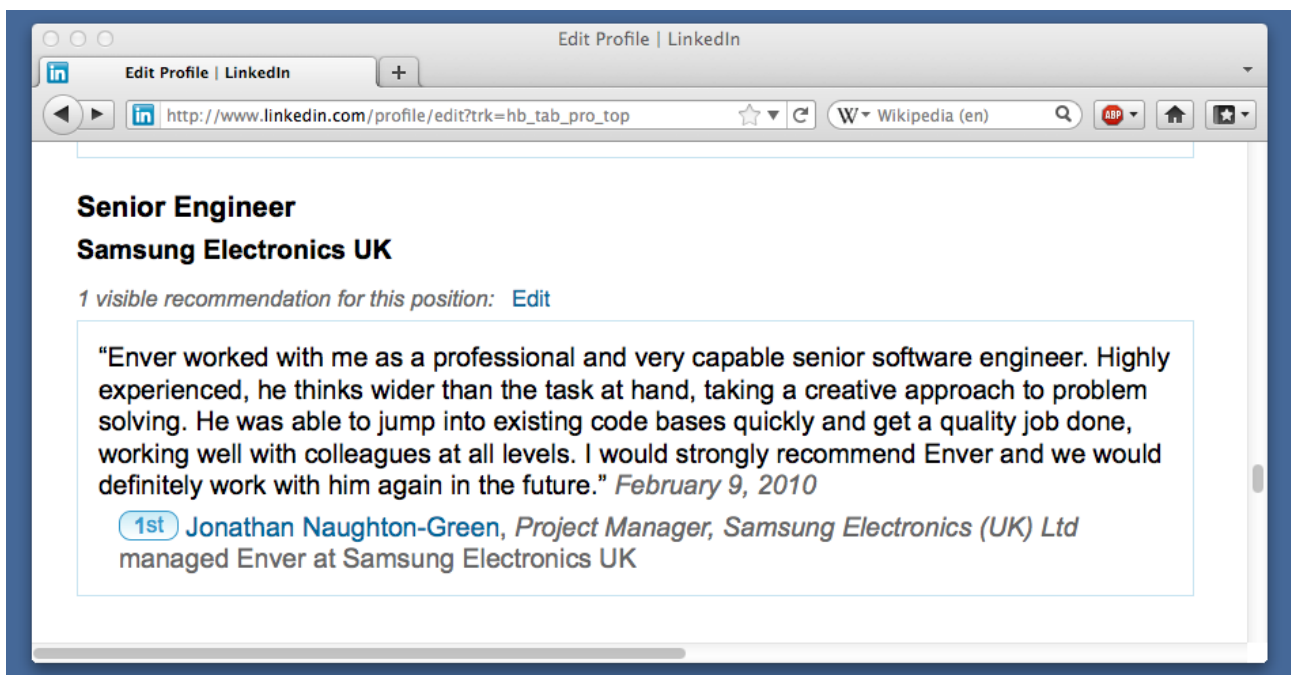 Edit Profile | LinkedIn
in Edit Profile | LinkedIn +
in http://www.linkedin.com/profile/edit?trk=hb_tab_pro_top W Wikipedia (en) ABP
Senior Engineer
Samsung Electronics UK
1 visible recommendation for this position: Edit
“Enver worked with me as a professional and very capable senior software engineer. Highly
experienced, he thinks wider than the task at hand, taking a creative approach to problem
solving. He was able to jump into existing code bases quickly and get a quality job done,
working well with colleagues at all levels. I would strongly recommend Enver and we would
definitely work with him again in the future.” February 9, 2010
1st Jonathan Naughton-Green, Project Manager, Samsung Electronics (UK) Ltd
managed Enver at Samsung Electronics UK